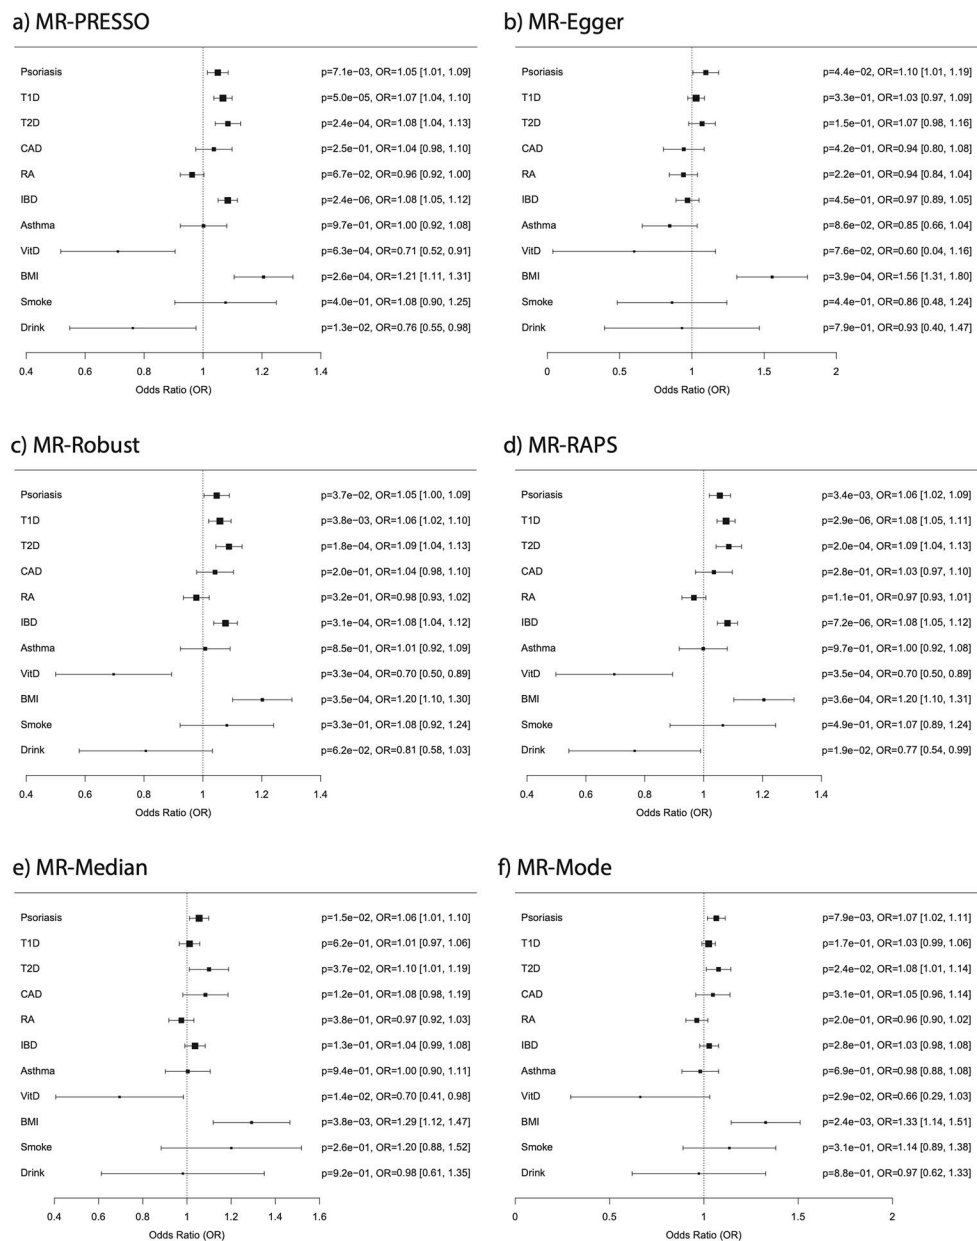 a) MR-PRESSO
Psoriasis p=7.1e−03, OR=1.05 [1.01, 1.09]
T1D p=5.0e−05, OR=1.07 [1.04, 1.10]
T2D p=2.4e−04, OR=1.08 [1.04, 1.13]
CAD p=2.5e−01, OR=1.04 [0.98, 1.10]
RA p=6.7e−02, OR=0.96 [0.92, 1.00]
IBD p=2.4e−06, OR=1.08 [1.05, 1.12]
Asthma p=9.7e−01, OR=1.00 [0.92, 1.08]
VitD p=6.3e−04, OR=0.71 [0.52, 0.91]
BMI p=2.6e−04, OR=1.21 [1.11, 1.31]
Smoke p=4.0e−01, OR=1.08 [0.90, 1.25]
Drink p=1.3e−02, OR=0.76 [0.55, 0.98]
0.4 0.6 0.8 1 1.2 1.4
Odds Ratio (OR)
b) MR-Egger
Psoriasis p=4.4e−02, OR=1.10 [1.01, 1.19]
T1D p=3.3e−01, OR=1.03 [0.97, 1.09]
T2D p=1.5e−01, OR=1.07 [0.98, 1.16]
CAD p=4.2e−01, OR=0.94 [0.80, 1.08]
RA p=2.2e−01, OR=0.94 [0.84, 1.04]
IBD p=4.5e−01, OR=0.97 [0.89, 1.05]
Asthma p=8.6e−02, OR=0.85 [0.66, 1.04]
VitD p=7.6e−02, OR=0.60 [0.04, 1.16]
BMI p=3.9e−04, OR=1.56 [1.31, 1.80]
Smoke p=4.4e−01, OR=0.86 [0.48, 1.24]
Drink p=7.9e−01, OR=0.93 [0.40, 1.47]
0 0.5 1 1.5 2
Odds Ratio (OR)
c) MR-Robust
Psoriasis p=3.7e−02, OR=1.05 [1.00, 1.09]
T1D p=3.8e−03, OR=1.06 [1.02, 1.10]
T2D p=1.8e−04, OR=1.09 [1.04, 1.13]
CAD p=2.0e−01, OR=1.04 [0.98, 1.10]
RA p=3.2e−01, OR=0.98 [0.93, 1.02]
IBD p=3.1e−04, OR=1.08 [1.04, 1.12]
Asthma p=8.5e−01, OR=1.01 [0.92, 1.09]
VitD p=3.3e−04, OR=0.70 [0.50, 0.89]
BMI p=3.5e−04, OR=1.20 [1.10, 1.30]
Smoke p=3.3e−01, OR=1.08 [0.92, 1.24]
Drink p=6.2e−02, OR=0.81 [0.58, 1.03]
0.4 0.6 0.8 1 1.2 1.4
Odds Ratio (OR)
d) MR-RAPS
Psoriasis p=3.4e−03, OR=1.06 [1.02, 1.09]
T1D p=2.9e−06, OR=1.08 [1.05, 1.11]
T2D p=2.0e−04, OR=1.09 [1.04, 1.13]
CAD p=2.8e−01, OR=1.03 [0.97, 1.10]
RA p=1.1e−01, OR=0.97 [0.93, 1.01]
IBD p=7.2e−06, OR=1.08 [1.05, 1.12]
Asthma p=9.7e−01, OR=1.00 [0.92, 1.08]
VitD p=3.5e−04, OR=0.70 [0.50, 0.89]
BMI p=3.6e−04, OR=1.20 [1.10, 1.31]
Smoke p=4.9e−01, OR=1.07 [0.89, 1.24]
Drink p=1.9e−02, OR=0.77 [0.54, 0.99]
0.4 0.6 0.8 1 1.2 1.4
Odds Ratio (OR)
e) MR-Median
Psoriasis p=1.5e−02, OR=1.06 [1.01, 1.10]
T1D p=6.2e−01, OR=1.01 [0.97, 1.06]
T2D p=3.7e−02, OR=1.10 [1.01, 1.19]
CAD p=1.2e−01, OR=1.08 [0.98, 1.19]
RA p=3.8e−01, OR=0.97 [0.92, 1.03]
IBD p=1.3e−01, OR=1.04 [0.99, 1.08]
Asthma p=9.4e−01, OR=1.00 [0.90, 1.11]
VitD p=1.4e−02, OR=0.70 [0.41, 0.98]
BMI p=3.8e−03, OR=1.29 [1.12, 1.47]
Smoke p=2.6e−01, OR=1.20 [0.88, 1.52]
Drink p=9.2e−01, OR=0.98 [0.61, 1.35]
0.4 0.6 0.8 1 1.2 1.4 1.6
Odds Ratio (OR)
f) MR-Mode
Psoriasis p=7.9e−03, OR=1.07 [1.02, 1.11]
T1D p=1.7e−01, OR=1.03 [0.99, 1.06]
T2D p=2.4e−02, OR=1.08 [1.01, 1.14]
CAD p=3.1e−01, OR=1.05 [0.96, 1.14]
RA p=2.0e−01, OR=0.96 [0.90, 1.02]
IBD p=2.8e−01, OR=1.03 [0.98, 1.08]
Asthma p=6.9e−01, OR=0.98 [0.88, 1.08]
VitD p=2.9e−02, OR=0.66 [0.29, 1.03]
BMI p=2.4e−03, OR=1.33 [1.14, 1.51]
Smoke p=3.1e−01, OR=1.14 [0.89, 1.38]
Drink p=8.8e−01, OR=0.97 [0.62, 1.33]
0 0.5 1 1.5 2
Odds Ratio (OR)